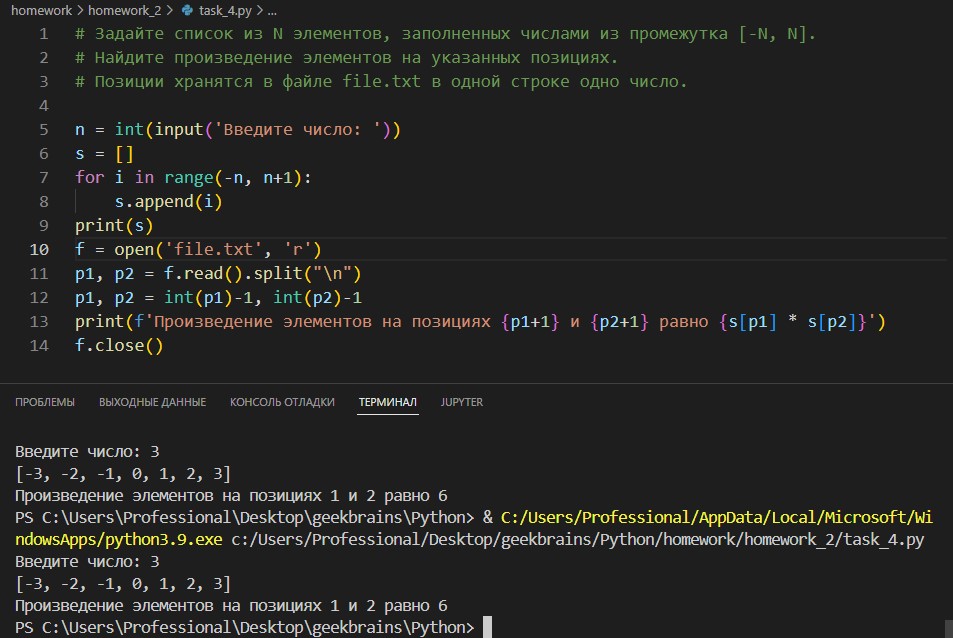 homework > homework_2 > task_4.py > ...
1 # Задайте список из N элементов, заполненных числами из промежутка [-N, N].
2 # Найдите произведение элементов на указанных позициях.
3 # Позиции хранятся в файле file.txt в одной строке одно число.
4
5 n = int(input('Введите число: '))
6 s = []
7 for i in range(-n, n+1):
8     s.append(i)
9 print(s)
10 f = open('file.txt', 'r')
11 p1, p2 = f.read().split("\n")
12 p1, p2 = int(p1)-1, int(p2)-1
13 print(f'Произведение элементов на позициях {p1+1} и {p2+1} равно {s[p1] * s[p2]}')
14 f.close()
ПРОБЛЕМЫ ВЫХОДНЫЕ ДАННЫЕ КОНСОЛЬ ОТЛАДКИ ТЕРМИНАЛ JUPYTER
Введите число: 3
[-3, -2, -1, 0, 1, 2, 3]
Произведение элементов на позициях 1 и 2 равно 6
PS C:\Users\Professional\Desktop\geekbrains\Python> & C:/Users/Professional/AppData/Local/Microsoft/Wi
ndowsApps/python3.9.exe c:/Users/Professional/Desktop/geekbrains/Python/homework/homework_2/task_4.py
Введите число: 3
[-3, -2, -1, 0, 1, 2, 3]
Произведение элементов на позициях 1 и 2 равно 6
PS C:\Users\Professional\Desktop\geekbrains\Python>